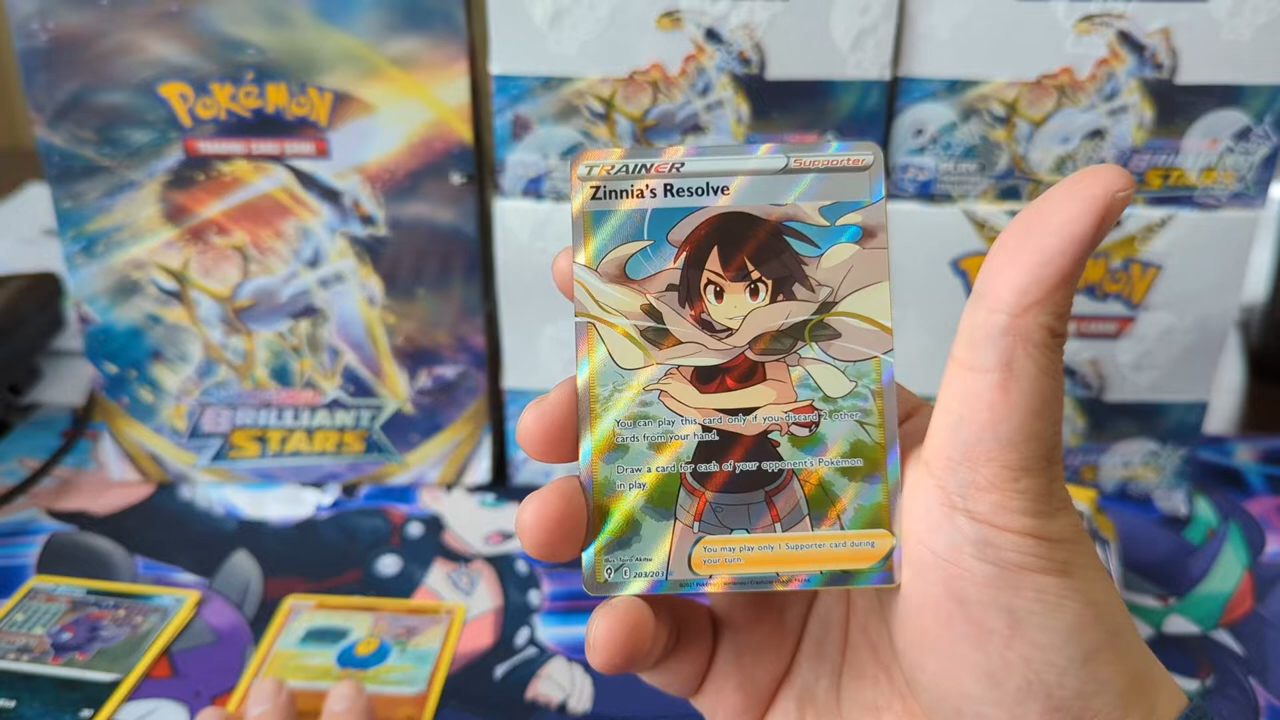 POKéMON
TRADING CARD GAME
BRILLIANT
STARS
TRAINER
Supporter
Zinnia's Resolve
You can play this card only if you discard 2 other
cards from your hand.
Draw a card for each of your opponent's Pokémon
in play.
You may play only 1 Supporter card during
your turn.
E 203/203
BRILLIANT
STARS